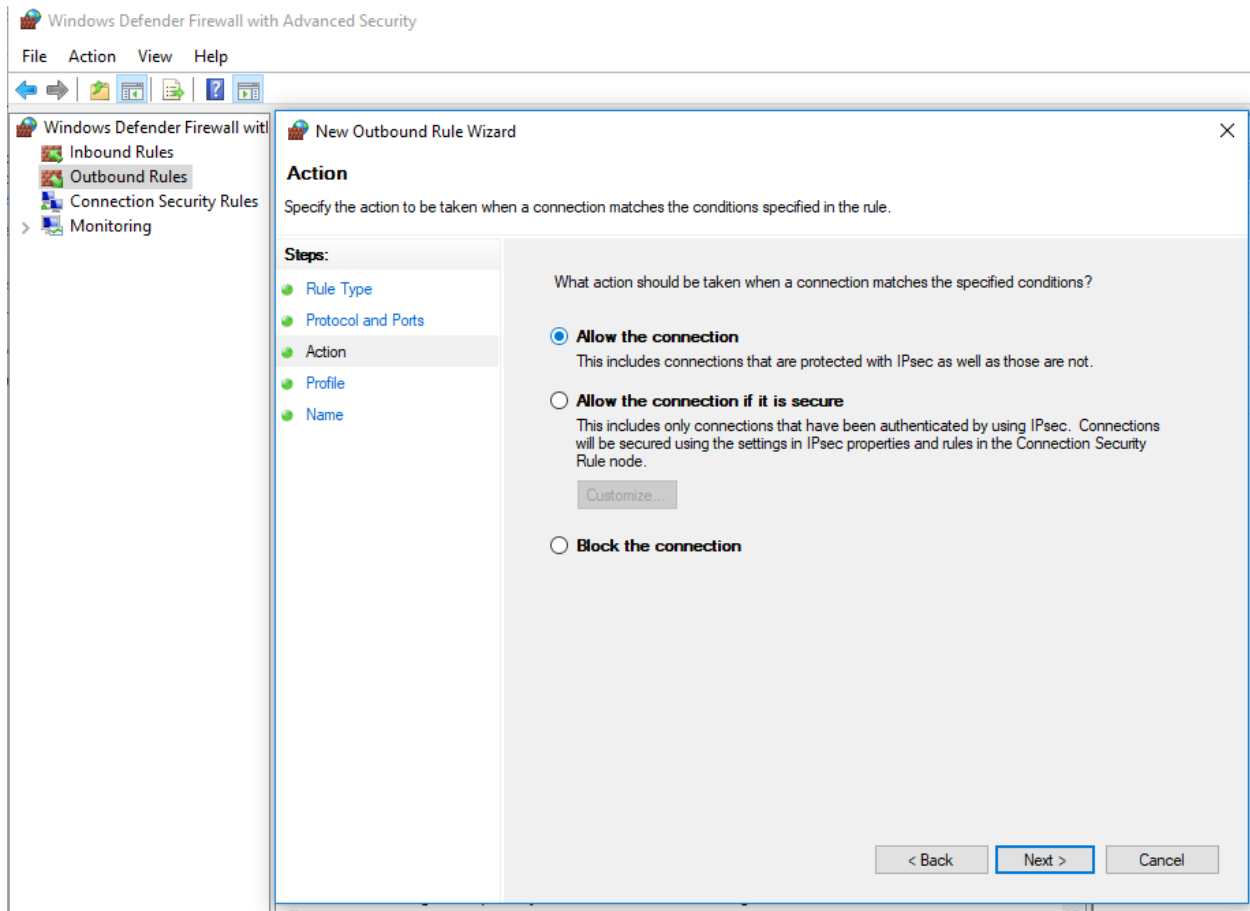 Windows Defender Firewall with Advanced Security
File Action View Help
Windows Defender Firewall witl
Inbound Rules
Outbound Rules
Connection Security Rules
Monitoring
New Outbound Rule Wizard
Action
Specify the action to be taken when a connection matches the conditions specified in the rule.
Steps:
Rule Type
Protocol and Ports
Action
Profile
Name
What action should be taken when a connection matches the specified conditions?
Allow the connection
This includes connections that are protected with IPsec as well as those are not.
Allow the connection if it is secure
This includes only connections that have been authenticated by using IPsec. Connections
will be secured using the settings in IPsec properties and rules in the Connection Security
Rule node.
Customize...
Block the connection
< Back Next > Cancel